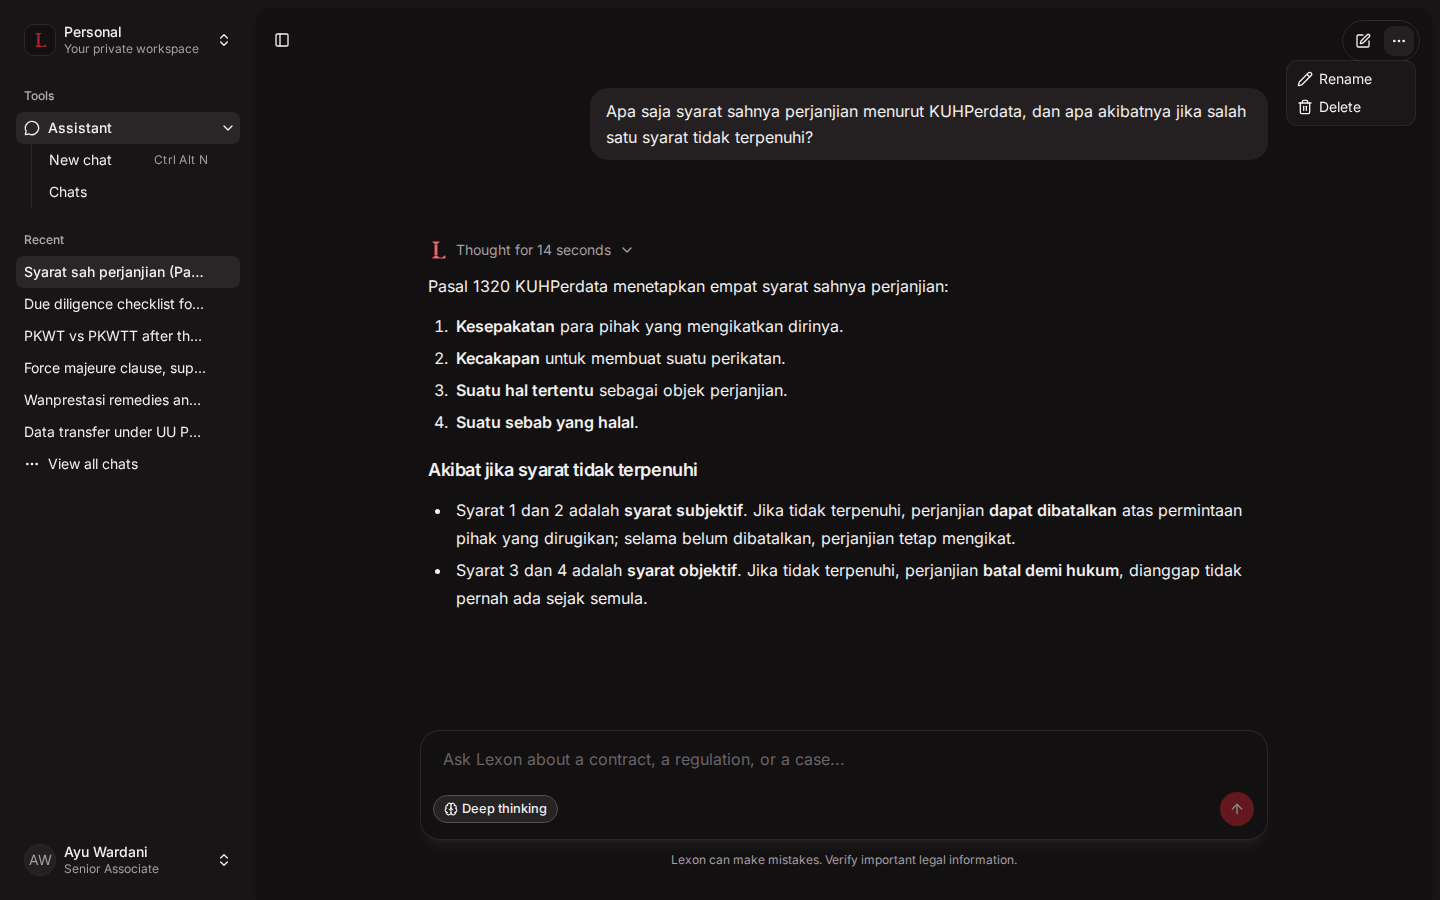 L
Personal
Your private workspace
Tools
Assistant
New chat
Ctrl Alt N
Chats
Recent
Syarat sah perjanjian (Pa...
Due diligence checklist fo...
PKWT vs PKWTT after th...
Force majeure clause, sup...
Wanprestasi remedies an...
Data transfer under UU P...
View all chats
AW
Ayu Wardani
Senior Associate
Rename
Delete
Apa saja syarat sahnya perjanjian menurut KUHPerdata, dan apa akibatnya jika salah
satu syarat tidak terpenuhi?
L
Thought for 14 seconds
Pasal 1320 KUHPerdata menetapkan empat syarat sahnya perjanjian:
1. Kesepakatan para pihak yang mengikatkan dirinya.
2. Kecakapan untuk membuat suatu perikatan.
3. Suatu hal tertentu sebagai objek perjanjian.
4. Suatu sebab yang halal.
Akibat jika syarat tidak terpenuhi
• Syarat 1 dan 2 adalah syarat subjektif. Jika tidak terpenuhi, perjanjian dapat dibatalkan atas permintaan
pihak yang dirugikan; selama belum dibatalkan, perjanjian tetap mengikat.
• Syarat 3 dan 4 adalah syarat objektif. Jika tidak terpenuhi, perjanjian batal demi hukum, dianggap tidak
pernah ada sejak semula.
Ask Lexon about a contract, a regulation, or a case...
Deep thinking
Lexon can make mistakes. Verify important legal information.